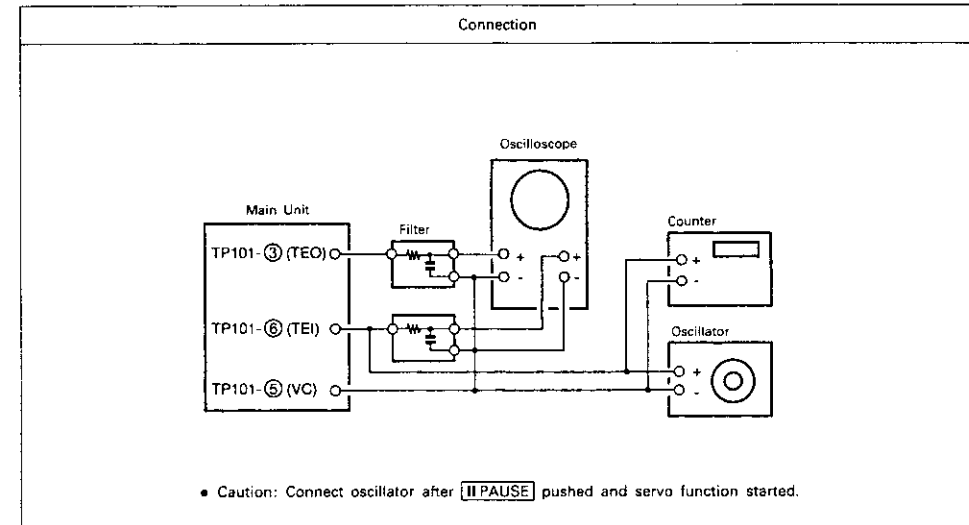 Connection
Oscilloscope
Main Unit
Filter
Counter
TP101-③ (TEO)
+ +
- -
+
-
TP101-⑥ (TEI)
Oscillator
TP101-⑤ (VC)
+
-
• Caution: Connect oscillator after ⏸ PAUSE pushed and servo function started.